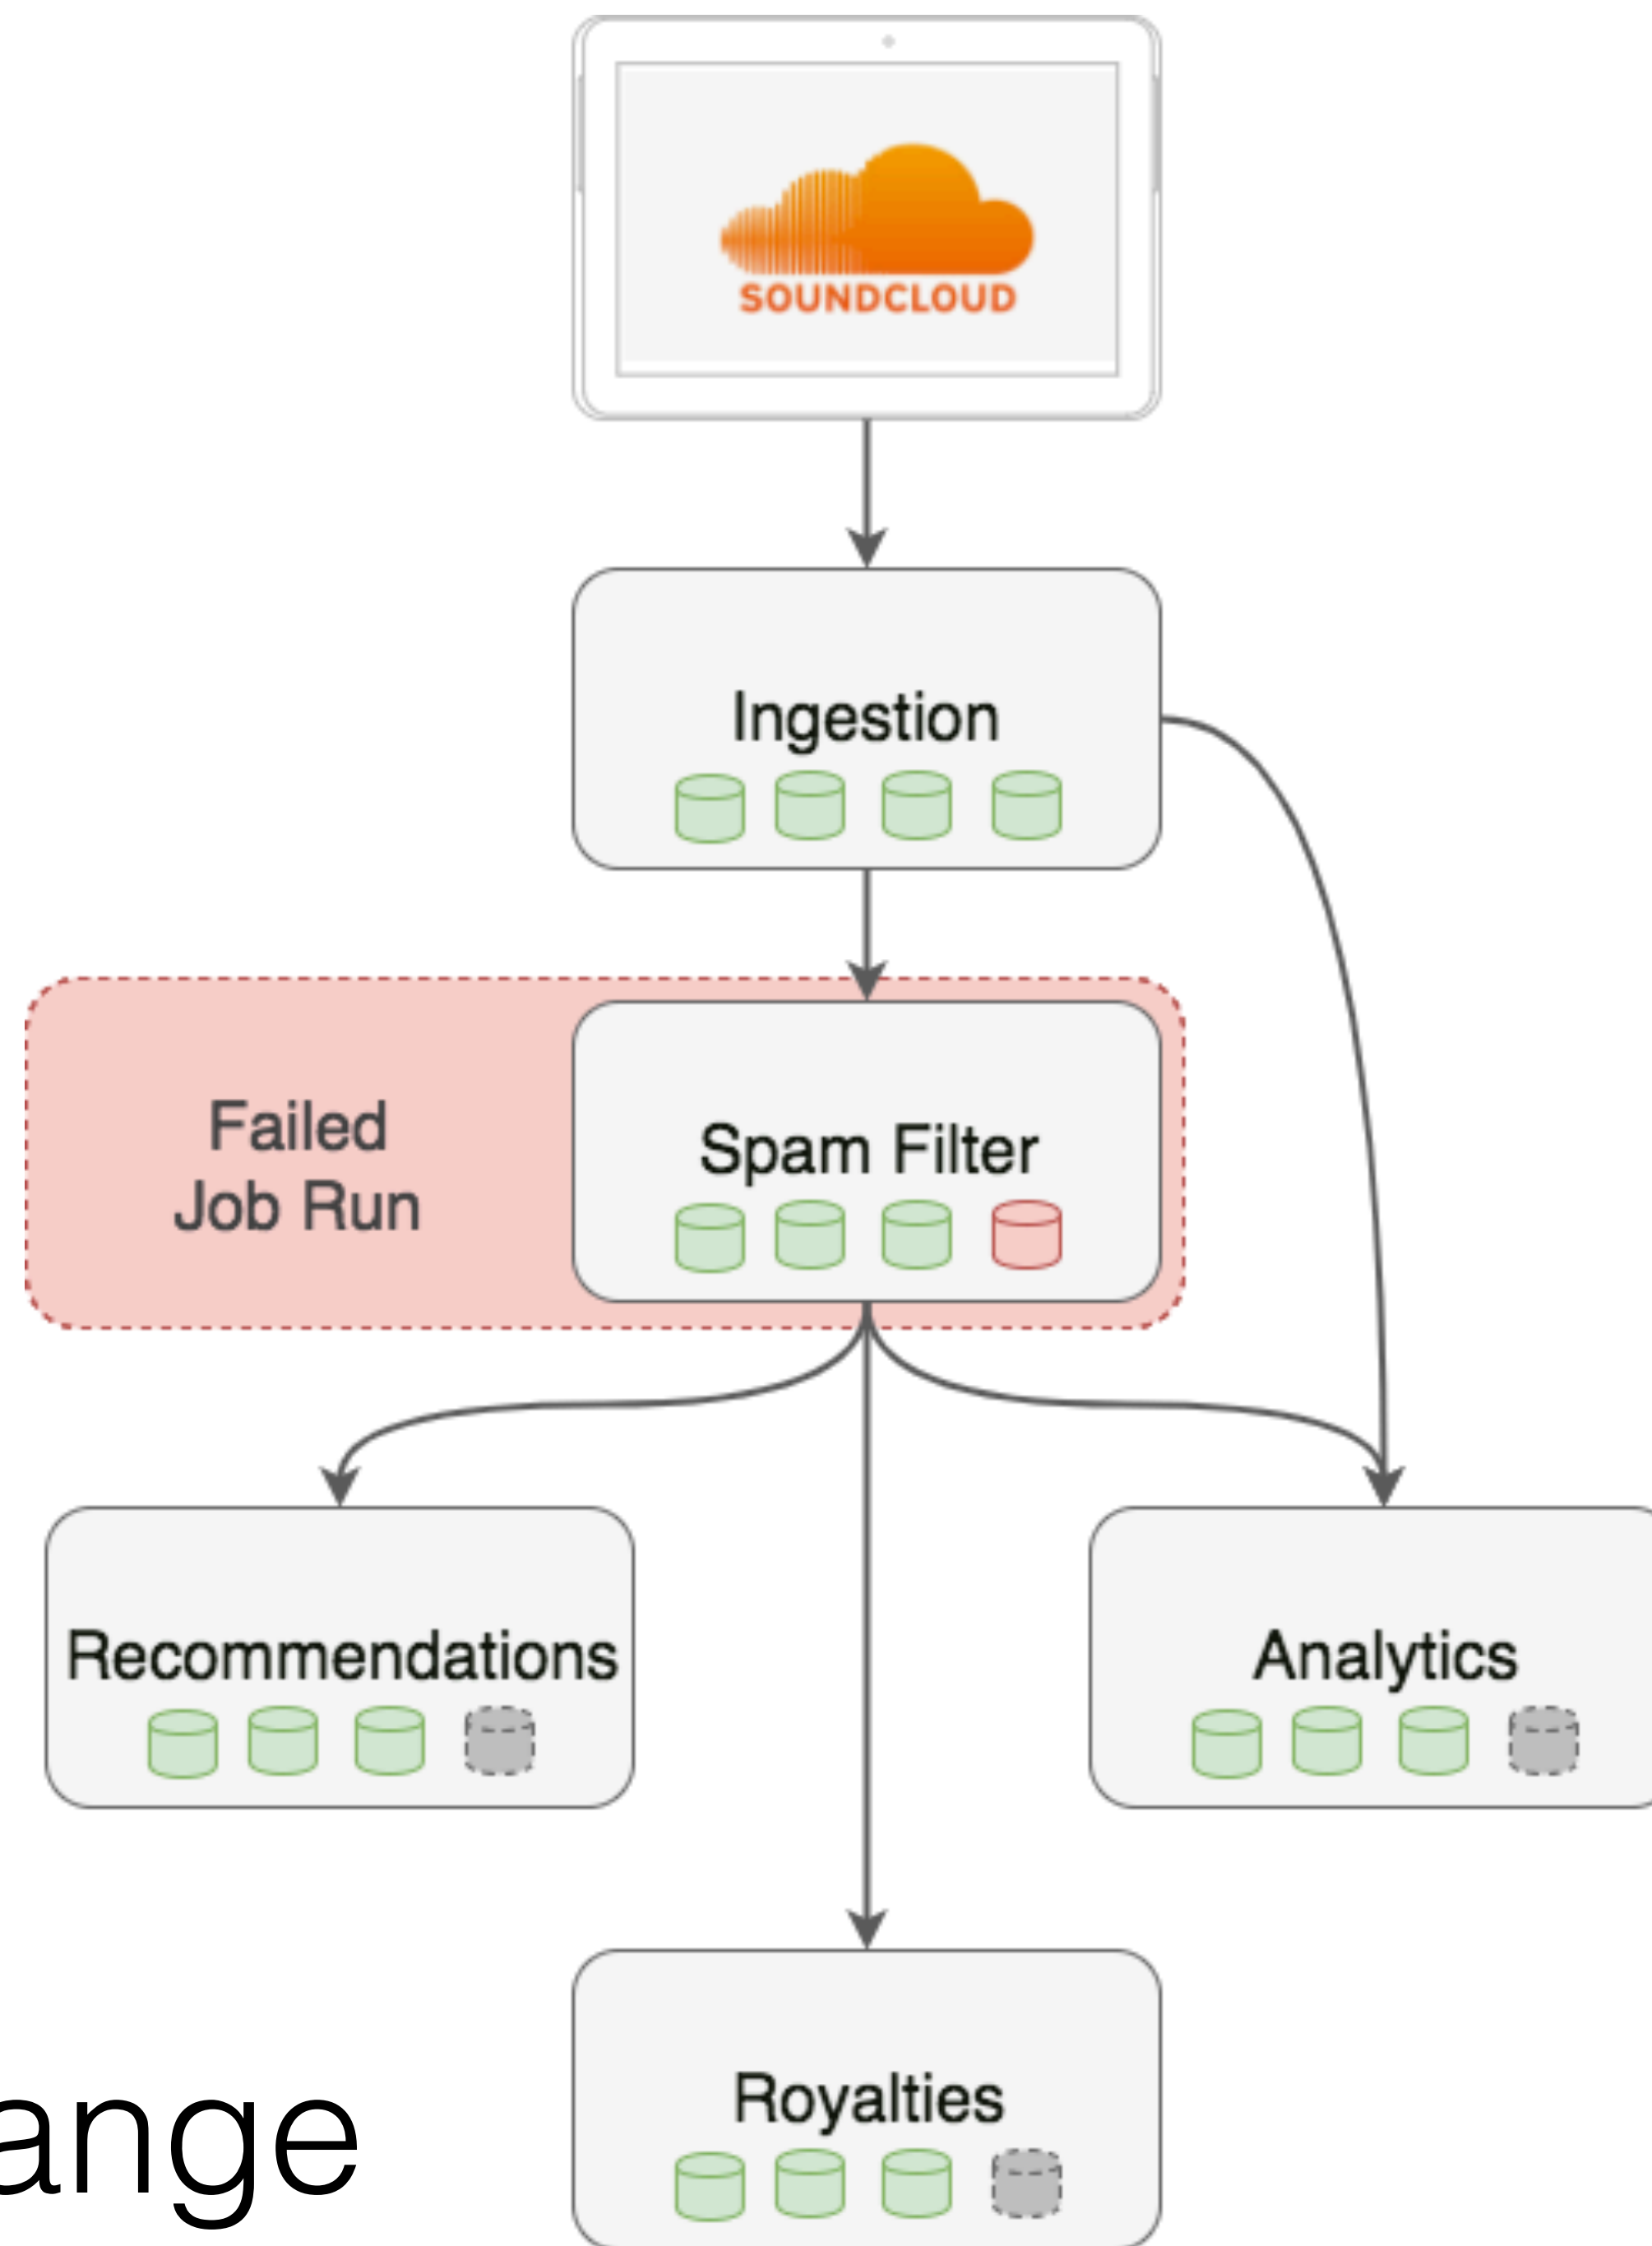 SOUNDCLOUD
Ingestion
Failed
Job Run
Spam Filter
Recommendations
Analytics
Royalties
ange